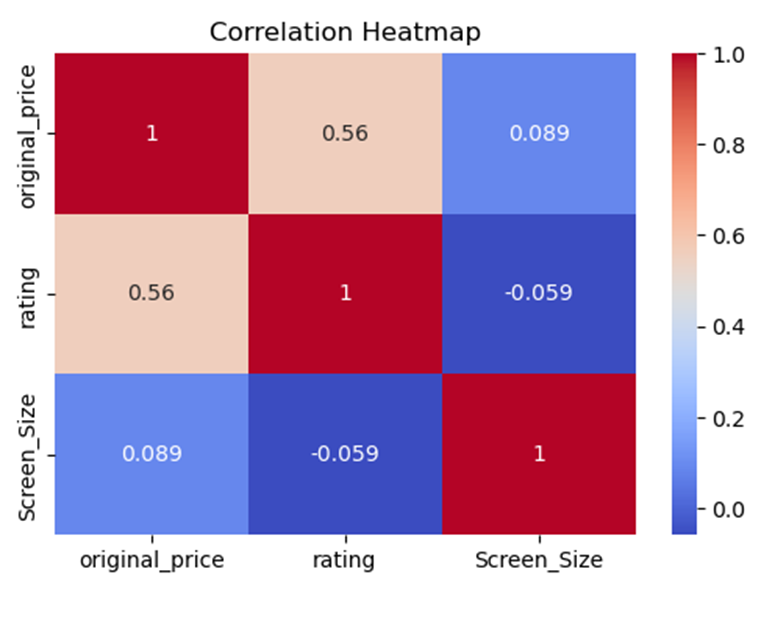 Correlation Heatmap
original_price
1
0.56
0.089
rating
0.56
1
-0.059
Screen_Size
0.089
-0.059
1
original_price
rating
Screen_Size
1.0
0.8
0.6
0.4
0.2
0.0